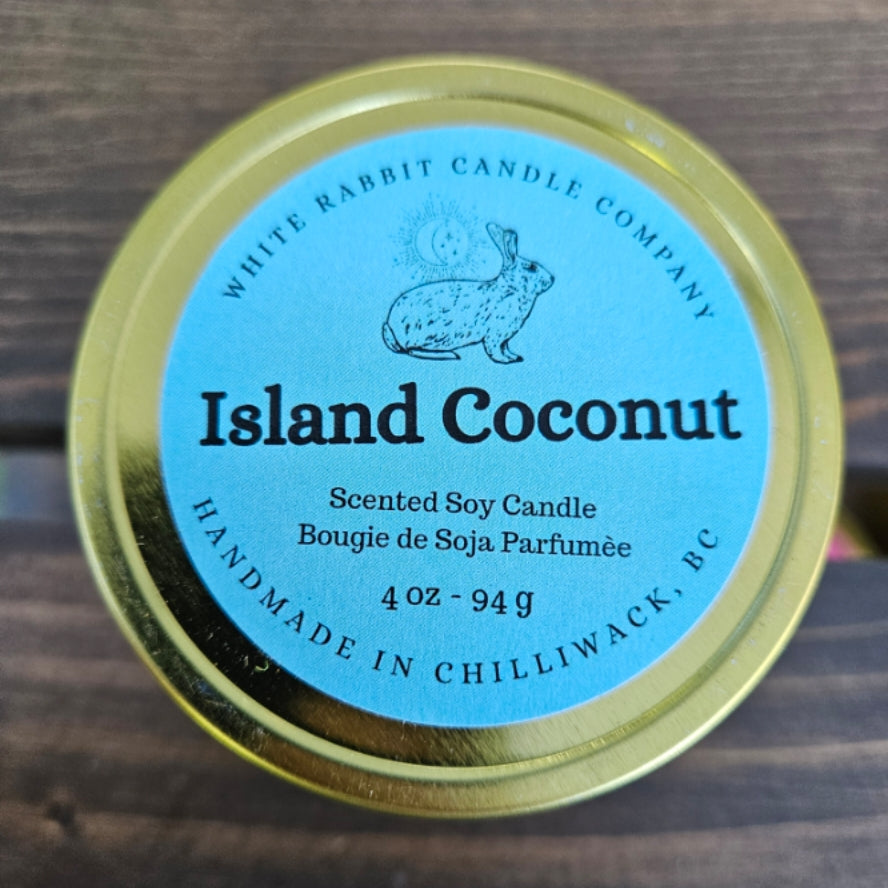 WHITE RABBIT CANDLE COMPANY
Island Coconut
Scented Soy Candle
Bougie de Soja Parfumèe
4 oz - 94 g
HANDMADE IN CHILLIWACK, BC